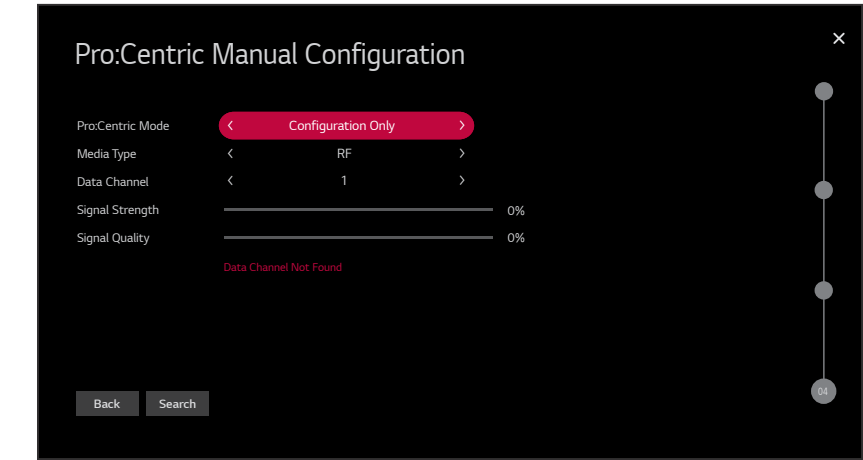 Pro:Centric Manual Configuration
Pro:Centric Mode
Configuration Only
Media Type
RF
Data Channel
1
Signal Strength
0%
Signal Quality
0%
Data Channel Not Found
04
Back
Search